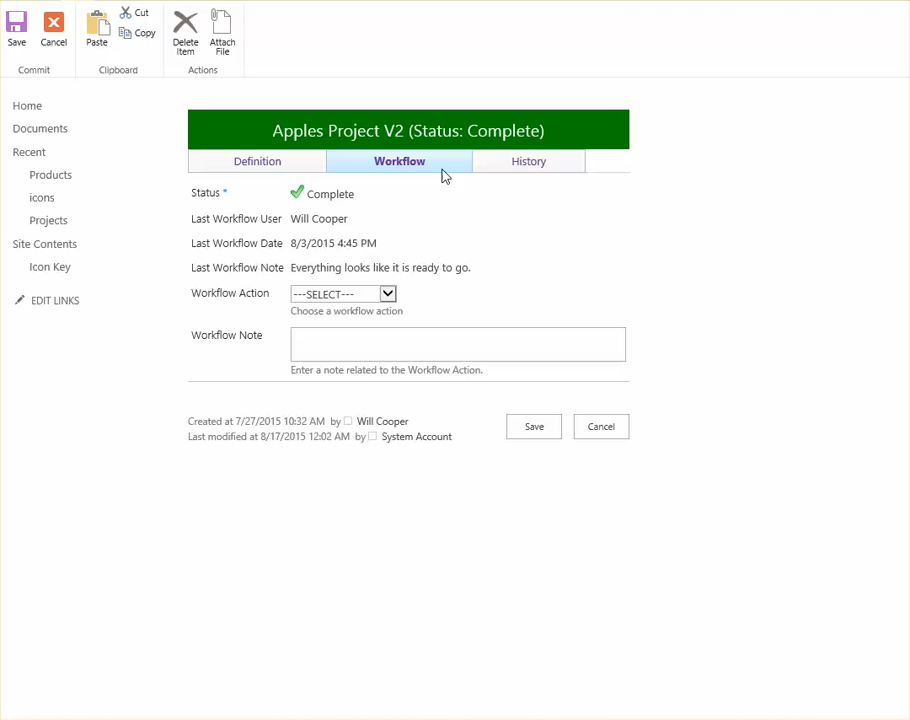 Save
Cancel
Paste
Cut
Copy
Delete Item
Attach File
Commit
Clipboard
Actions
Home
Documents
Recent
Products
icons
Projects
Site Contents
Icon Key
EDIT LINKS
Apples Project V2 (Status: Complete)
Definition
Workflow
History
Status * Complete
Last Workflow User Will Cooper
Last Workflow Date 8/3/2015 4:45 PM
Last Workflow Note Everything looks like it is ready to go.
Workflow Action ---SELECT---
Choose a workflow action
Workflow Note
Enter a note related to the Workflow Action.
Created at 7/27/2015 10:32 AM by Will Cooper
Last modified at 8/17/2015 12:02 AM by System Account
Save
Cancel